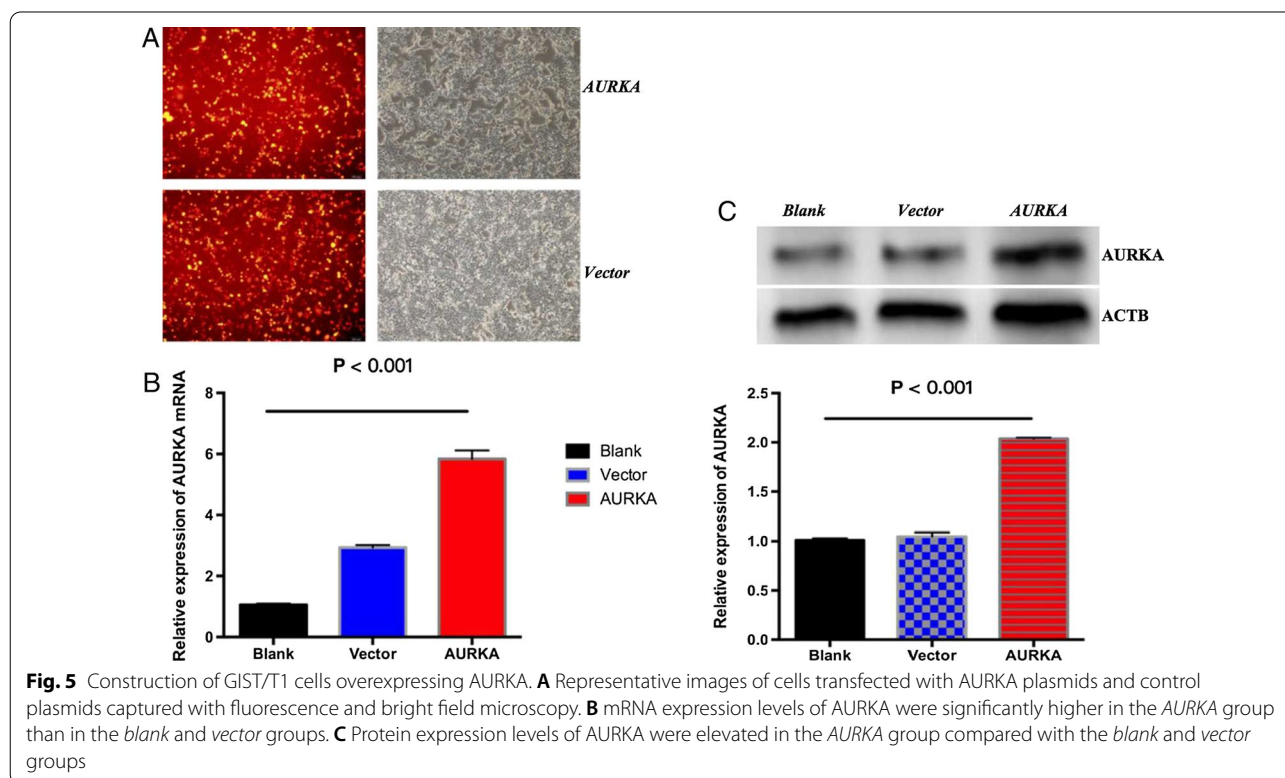 A
AURKA
Vector
C
Blank Vector AURKA
AURKA
ACTB
B
P < 0.001
Relative expression of AURKA mRNA
8
6
4
2
0
Blank Vector AURKA
Blank
Vector
AURKA
P < 0.001
Relative expression of AURKA
2.5
2.0
1.5
1.0
0.5
0.0
Blank Vector AURKA
Fig. 5 Construction of GIST/T1 cells overexpressing AURKA. A Representative images of cells transfected with AURKA plasmids and control
plasmids captured with fluorescence and bright field microscopy. B mRNA expression levels of AURKA were significantly higher in the AURKA group
than in the blank and vector groups. C Protein expression levels of AURKA were elevated in the AURKA group compared with the blank and vector
groups